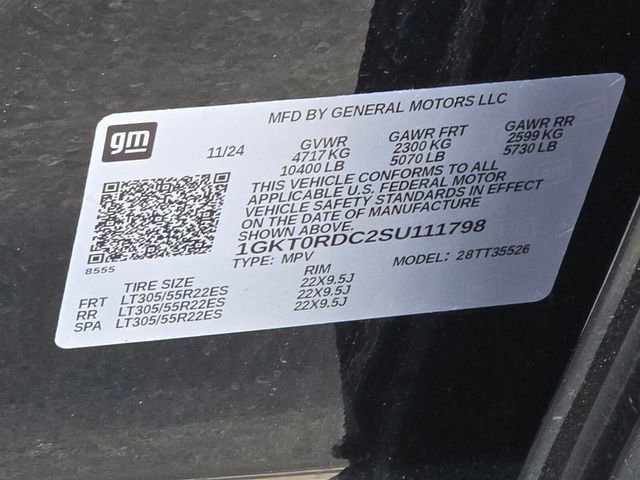 MFD BY GENERAL MOTORS LLC
gm
11/24
GVWR GAWR FRT GAWR RR
4717 KG 2300 KG 2599 KG
10400 LB 5070 LB 5730 LB
THIS VEHICLE CONFORMS TO ALL
APPLICABLE U.S. FEDERAL MOTOR
VEHICLE SAFETY STANDARDS IN EFFECT
ON THE DATE OF MANUFACTURE
SHOWN ABOVE.
1GKT0RDC2SU111798
8555
TYPE: MPV MODEL: 28TT35526
TIRE SIZE RIM
FRT LT305/55R22ES 22X9.5J
RR LT305/55R22ES 22X9.5J
SPA LT305/55R22ES 22X9.5J